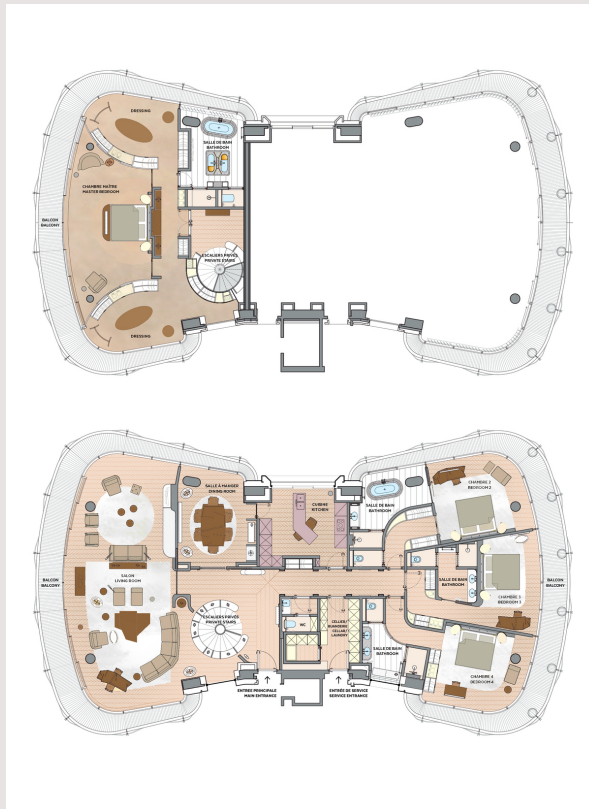 DRESSING
SALLE DE BAIN
BATHROOM
CHAMBRE MAÎTRE
MASTER BEDROOM
BALCON
BALCONY
ESCALIERS PRIVÉS
PRIVATE STAIRS
DRESSING
SALLE À MANGER
DINING ROOM
CUISINE
KITCHEN
SALLE DE BAIN
BATHROOM
CHAMBRE 2
BEDROOM 2
BALCON
BALCONY
SALON
LIVING ROOM
SALLE DE BAIN
BATHROOM
CHAMBRE 3
BEDROOM 3
BALCON
BALCONY
ESCALIERS PRIVÉS
PRIVATE STAIRS
WC
CELLIER/
BUANDERIE
CELLAR/
LAUNDRY
SALLE DE BAIN
BATHROOM
CHAMBRE 4
BEDROOM 4
ENTRÉE PRINCIPALE
MAIN ENTRANCE
ENTRÉE DE SERVICE
SERVICE ENTRANCE